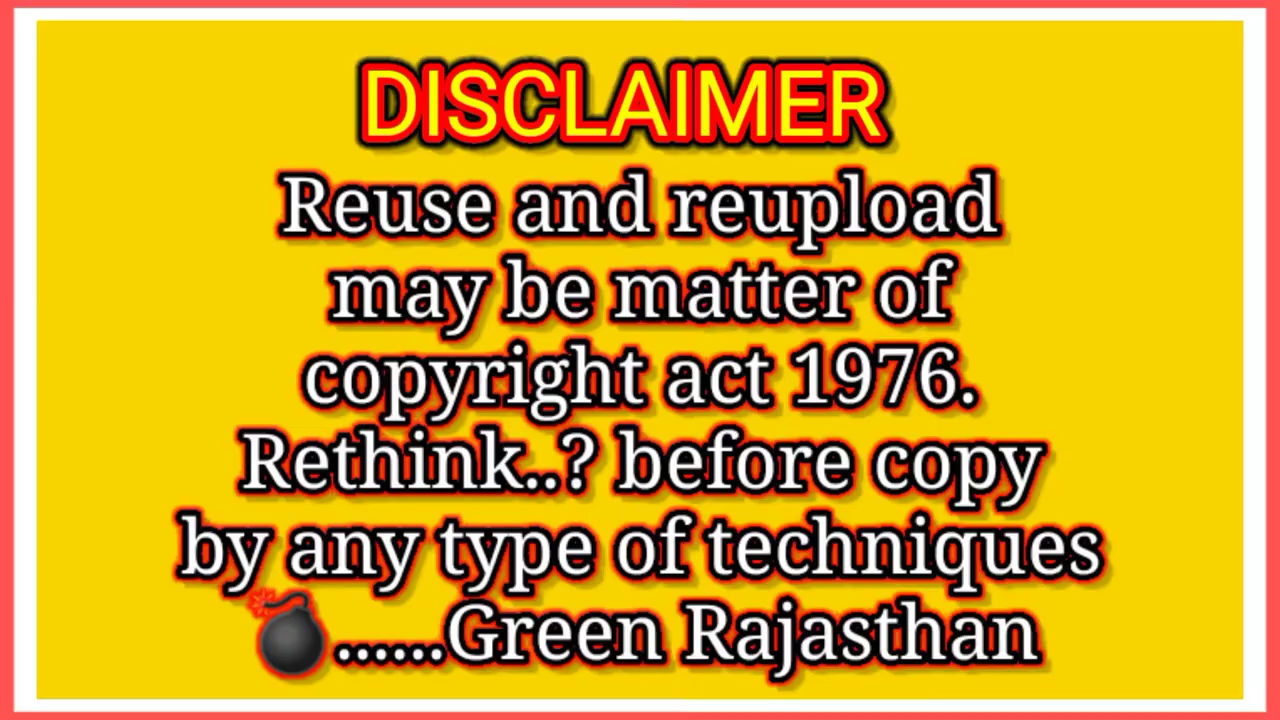 DISCLAIMER
Reuse and reupload
may be matter of
copyright act 1976.
Rethink..? before copy
by any type of techniques
💣......Green Rajasthan